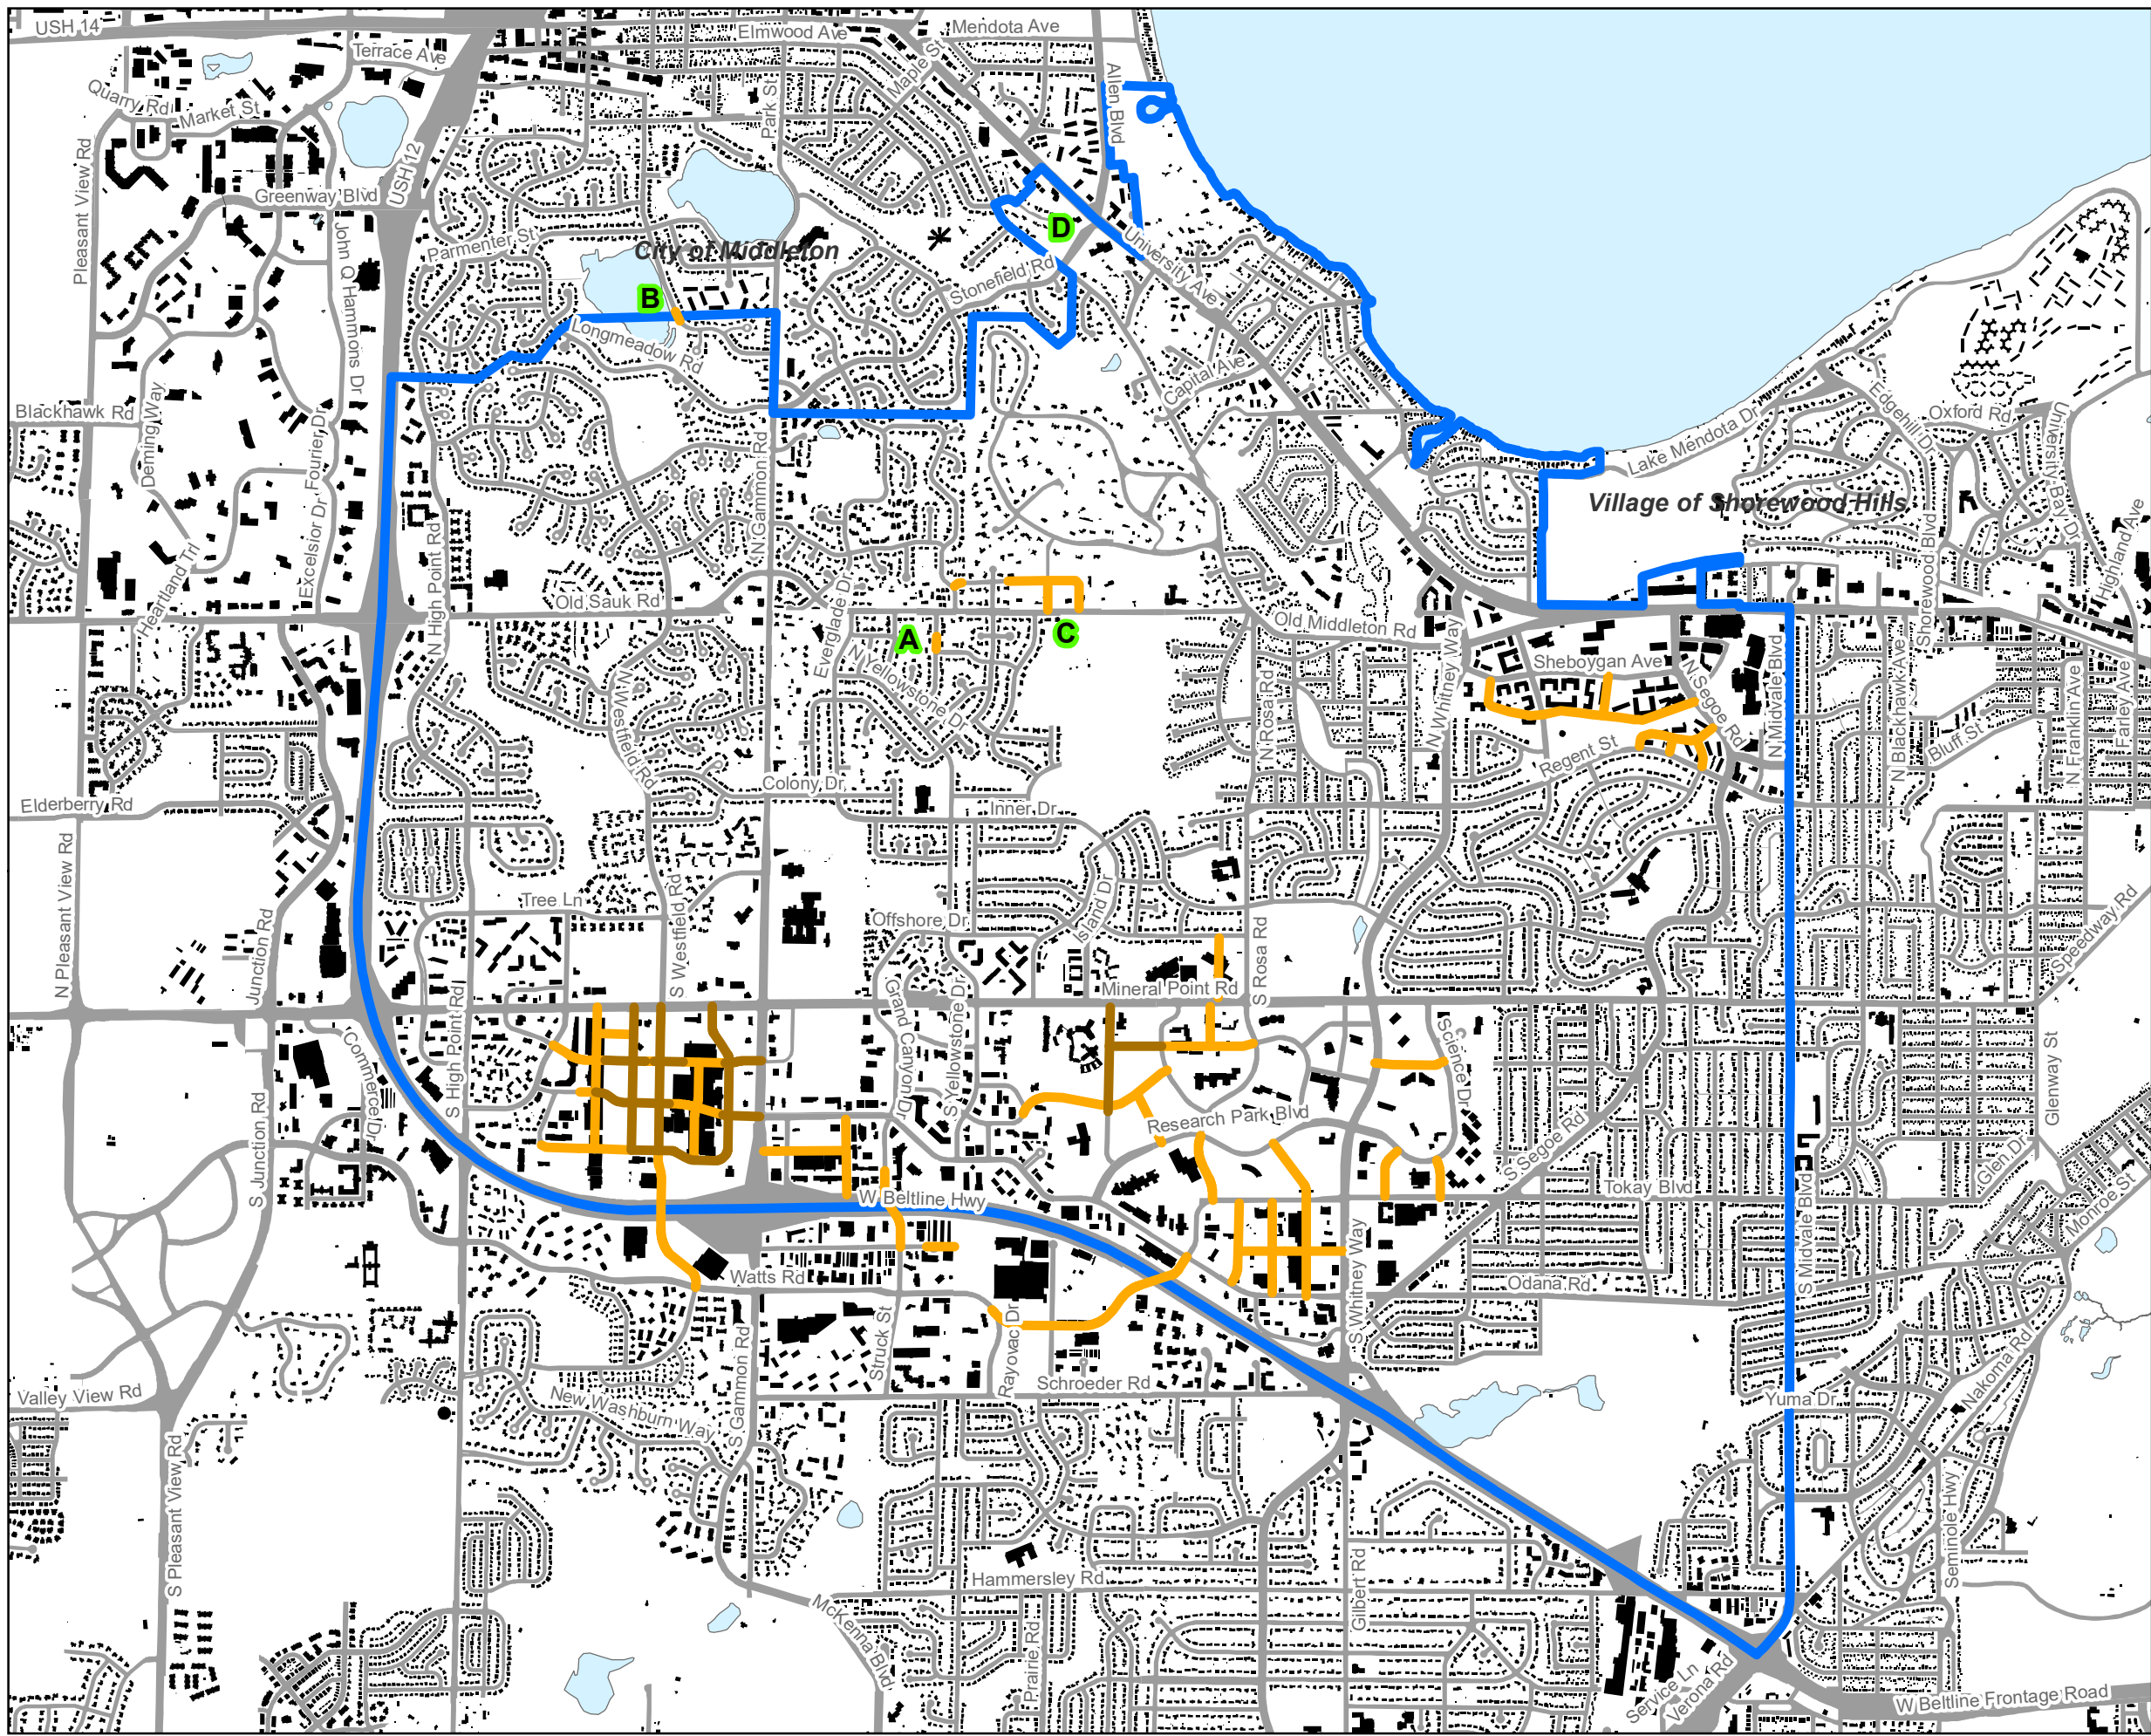 USH 14
Terrace Ave
Elmwood Ave
Mendota Ave
Maple St
Quarry Rd
Market St
Park St
Allen Blvd
Pleasant View Rd
USH 12
Greenway Blvd
John Q Hammons Dr
Parmenter St
City of Middleton
D
University Ave
Stonefield Rd
B
Longmeadow Rd
Capital Ave
Blackhawk Rd
Deming Way
Fourier Dr
Excelsior Dr
Heartland Trl
N High Point Rd
N Gammon Rd
Lake Mendota Dr
Edgehill Dr
Oxford Rd
University Bay Dr
Village of Shorewood Hills
Shorewood Blvd
Highland Ave
Old Sauk Rd
Everglade Dr
A
C
N Yellowstone Dr
Old Middleton Rd
N Whitney Way
Sheboygan Ave
N Segoe Rd
N Midvale Blvd
N Blackhawk Ave
Bluff St
N Franklin Ave
Farley Ave
N Westfield Rd
N Rosa Rd
Regent St
Colony Dr
Inner Dr
Elderberry Rd
N Pleasant View Rd
Junction Rd
Tree Ln
S Westfield Rd
Offshore Dr
Island Dr
S Rosa Rd
Speedway Rd
Mineral Point Rd
S High Point Rd
Commerce Dr
Grand Canyon Dr
S Yellowstone Dr
Science Dr
Research Park Blvd
S Segoe Rd
Glenway St
Glen Dr
Monroe St
S Junction Rd
W Beltline Hwy
Tokay Blvd
S Midvale Blvd
S Whitney Way
Watts Rd
Odana Rd
Struck St
Rayovac Dr
S Gammon Rd
Schroeder Rd
Valley View Rd
New Washburn Way
Yuma Dr
Nakoma Rd
S Pleasant View Rd
Seminole Hwy
Hammersley Rd
McKenna Blvd
Prairie Rd
Gilbert Rd
Service Ln
Verona Rd
W Beltline Frontage Road